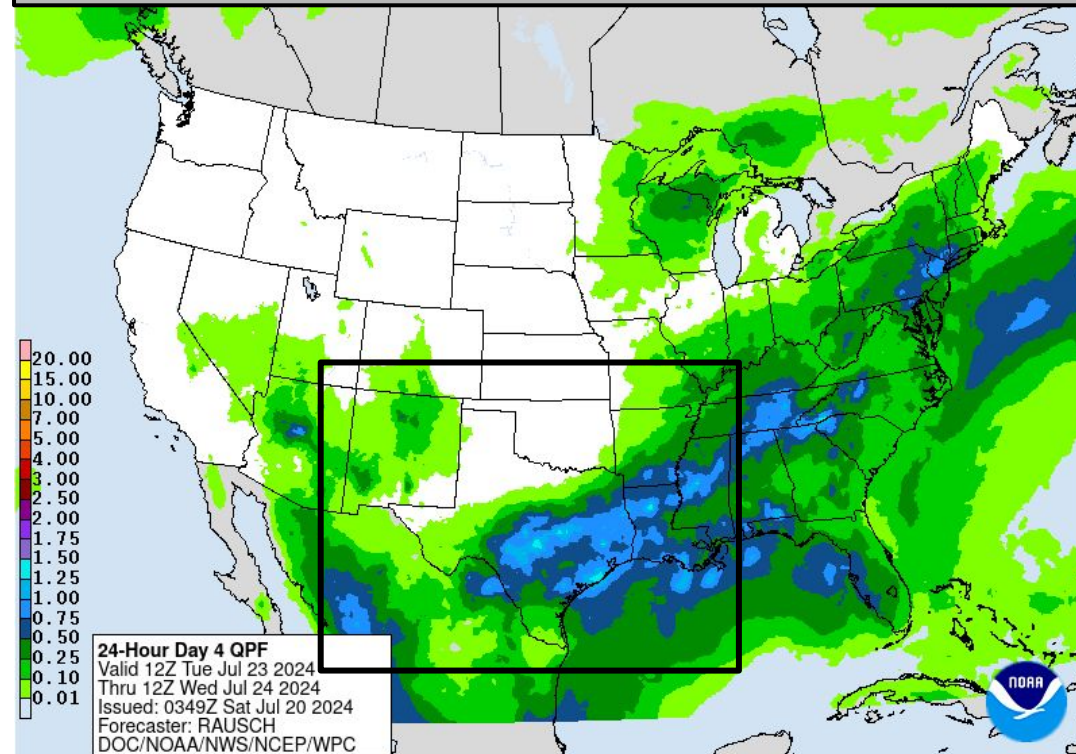 20.00
15.00
10.00
7.00
5.00
4.00
3.00
2.50
2.00
1.75
1.50
1.25
1.00
0.75
0.50
0.25
0.10
0.01
24-Hour Day 4 QPF
Valid 12Z Tue Jul 23 2024
Thru 12Z Wed Jul 24 2024
Issued: 0349Z Sat Jul 20 2024
Forecaster: RAUSCH
DOC/NOAA/NWS/NCEP/WPC
NOAA